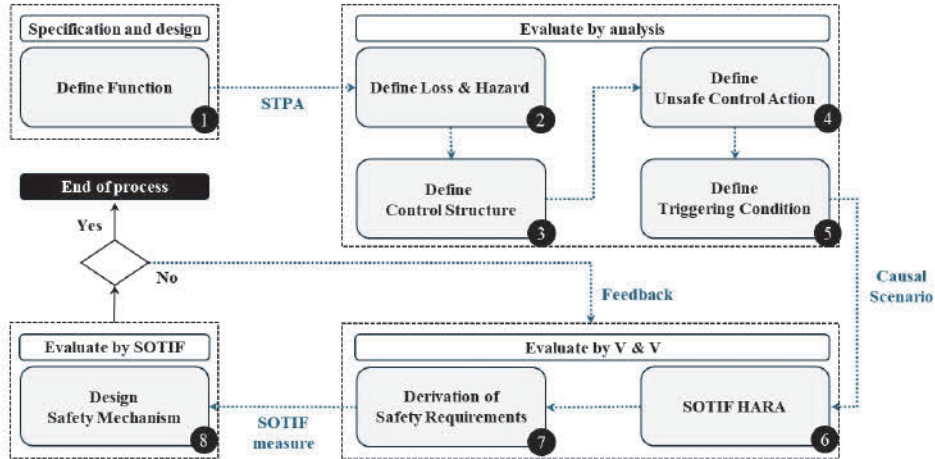 Specification and design
Define Function
1
STPA
Evaluate by analysis
Define Loss & Hazard
2
Define
Control Structure
3
Define
Unsafe Control Action
4
Define
Triggering Condition
5
Causal
Scenario
End of process
Yes
No
Feedback
Evaluate by V & V
SOTIF HARA
6
Derivation of
Safety Requirements
7
SOTIF
measure
Evaluate by SOTIF
Design
Safety Mechanism
8